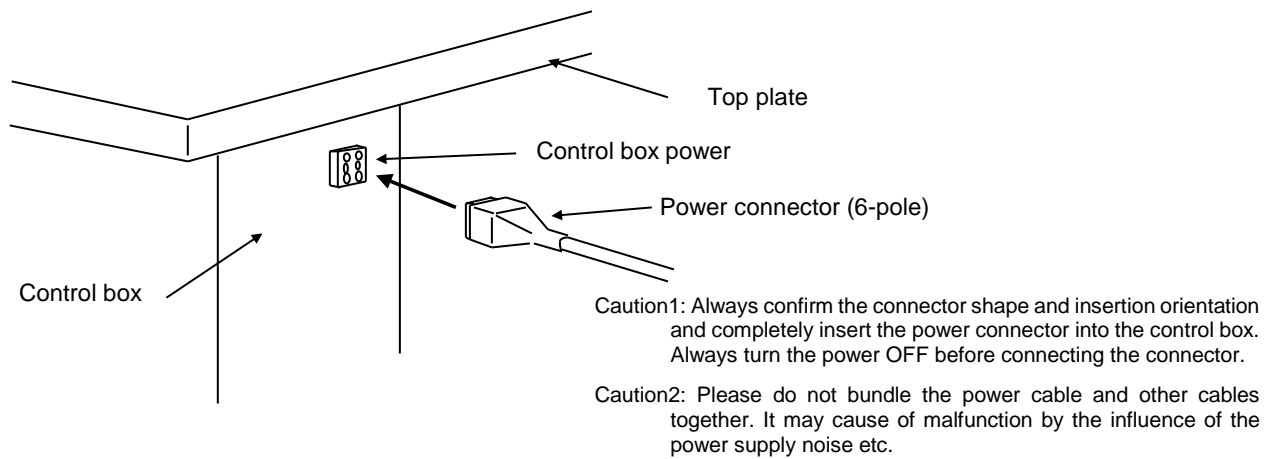 Top plate
Control box power
Power connector (6-pole)
Control box
Caution1: Always confirm the connector shape and insertion orientation
and completely insert the power connector into the control box.
Always turn the power OFF before connecting the connector.
Caution2: Please do not bundle the power cable and other cables
together. It may cause of malfunction by the influence of the
power supply noise etc.